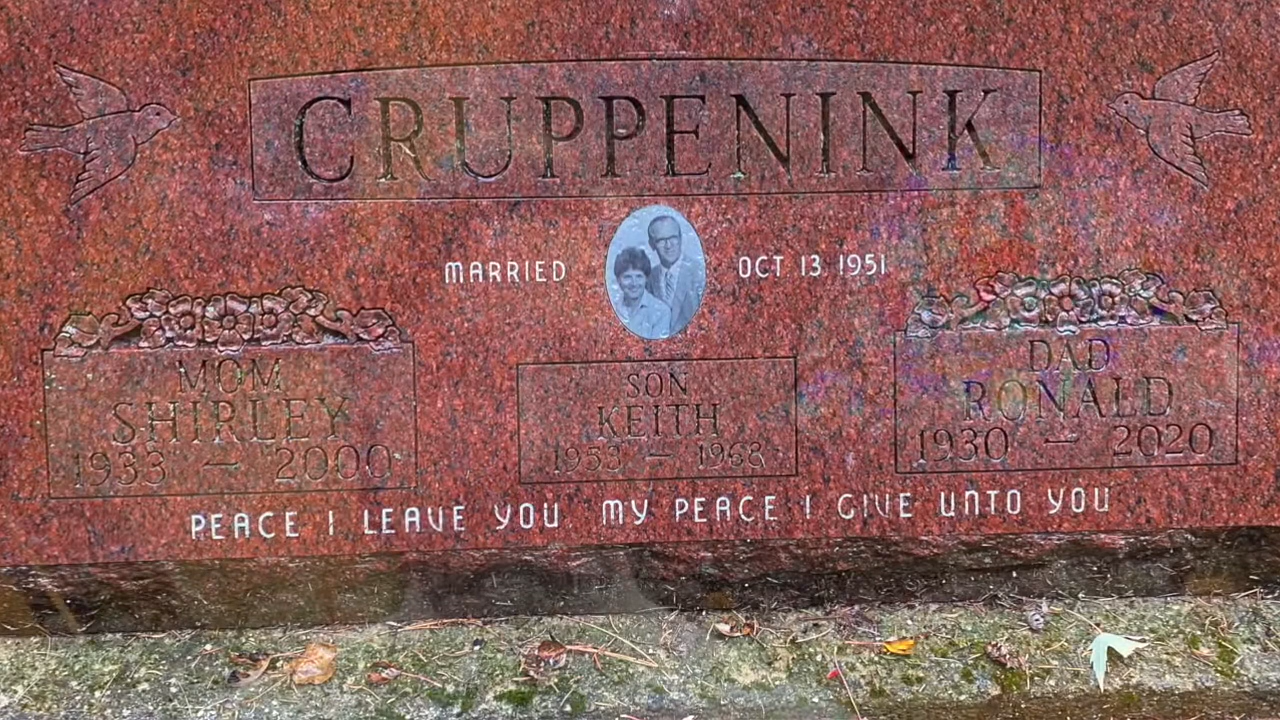 CRUPPENINK
MARRIED OCT 13 1951
MOM
SHIRLEY
1933 — 2000
SON
KEITH
1953 — 1968
DAD
RONALD
1930 — 2020
PEACE I LEAVE YOU MY PEACE I GIVE UNTO YOU